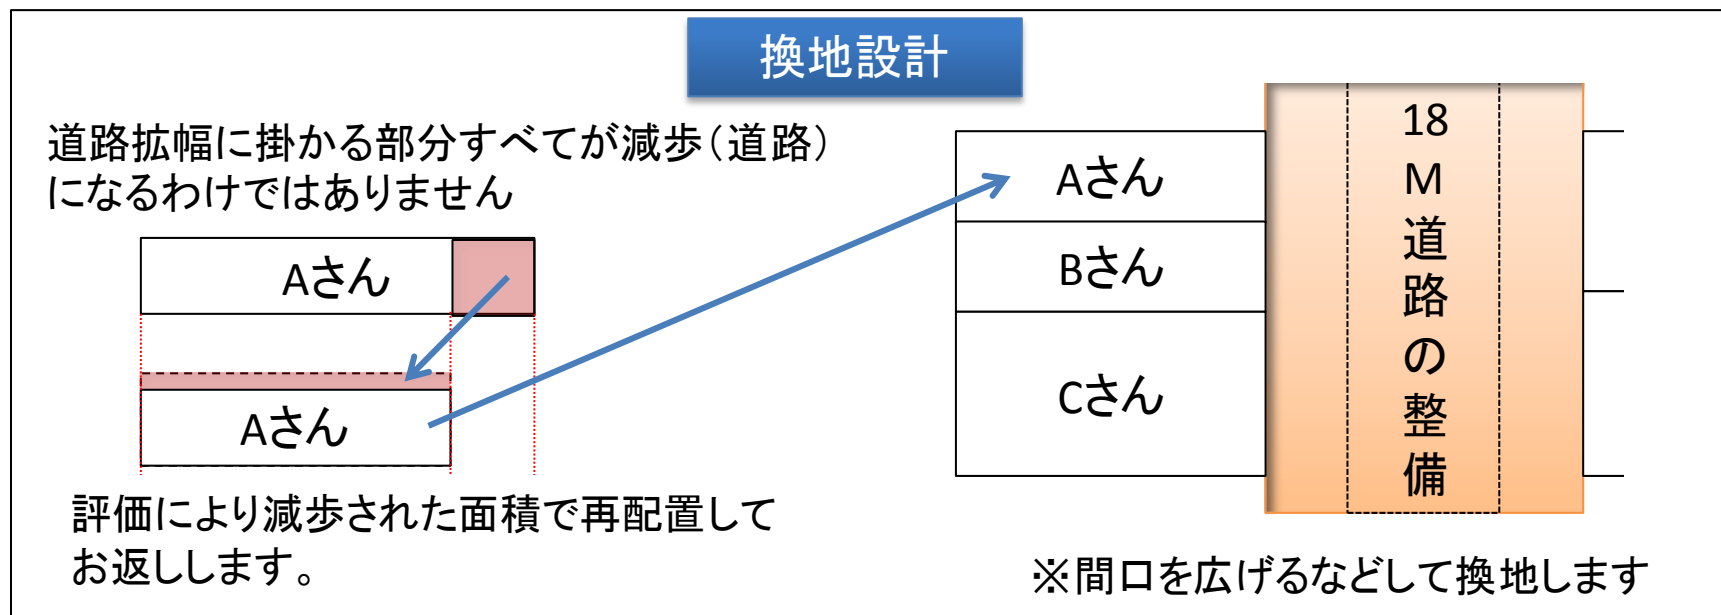 換地設計
道路拡幅に掛かる部分すべてが減歩（道路）
になるわけではありません
Aさん
Aさん
評価により減歩された面積で再配置して
お返しします。
Aさん
Bさん
Cさん
18M道路の整備
※間口を広げるなどして換地します